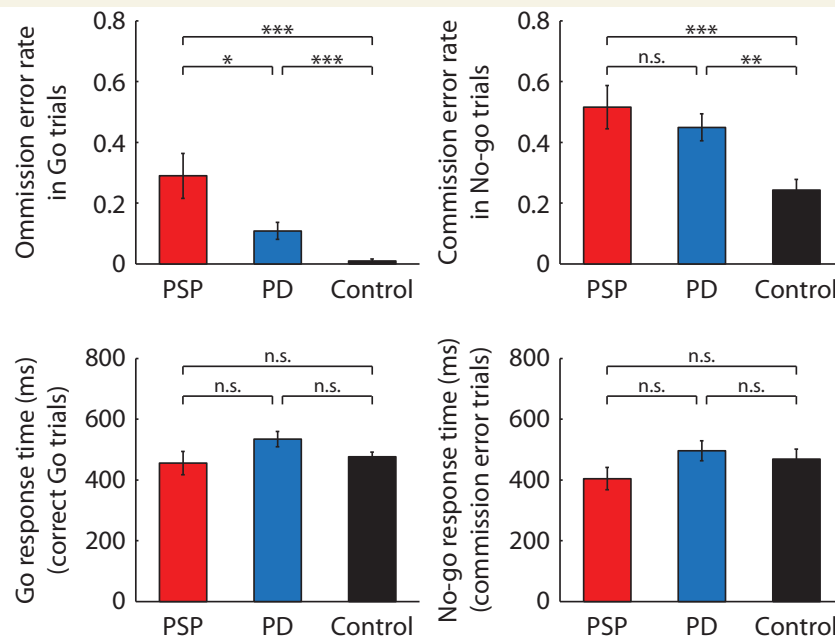 Ommission error rate
in Go trials
0.8
0.6
0.4
0.2
0
***
*
***
PSP
PD
Control
Commission error rate
in No-go trials
0.8
0.6
0.4
0.2
0
***
n.s.
**
PSP
PD
Control
Go response time (ms)
(correct Go trials)
800
600
400
200
0
n.s.
n.s.
n.s.
PSP
PD
Control
No-go response time (ms)
(commission error trials)
800
600
400
200
0
n.s.
n.s.
n.s.
PSP
PD
Control